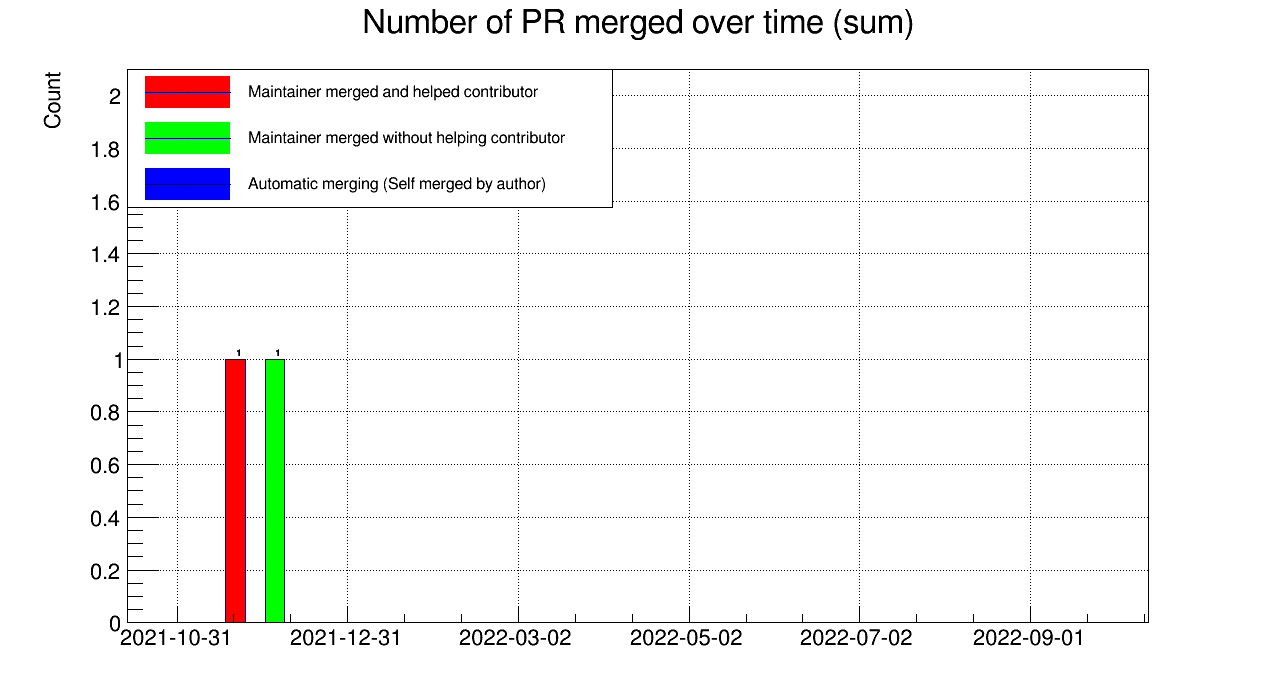 Number of PR merged over time (sum)
Count
Maintainer merged and helped contributor
Maintainer merged without helping contributor
Automatic merging (Self merged by author)
2
1.8
1.6
1.4
1.2
1
0.8
0.6
0.4
0.2
0
1 1
2021-10-31 2021-12-31 2022-03-02 2022-05-02 2022-07-02 2022-09-01